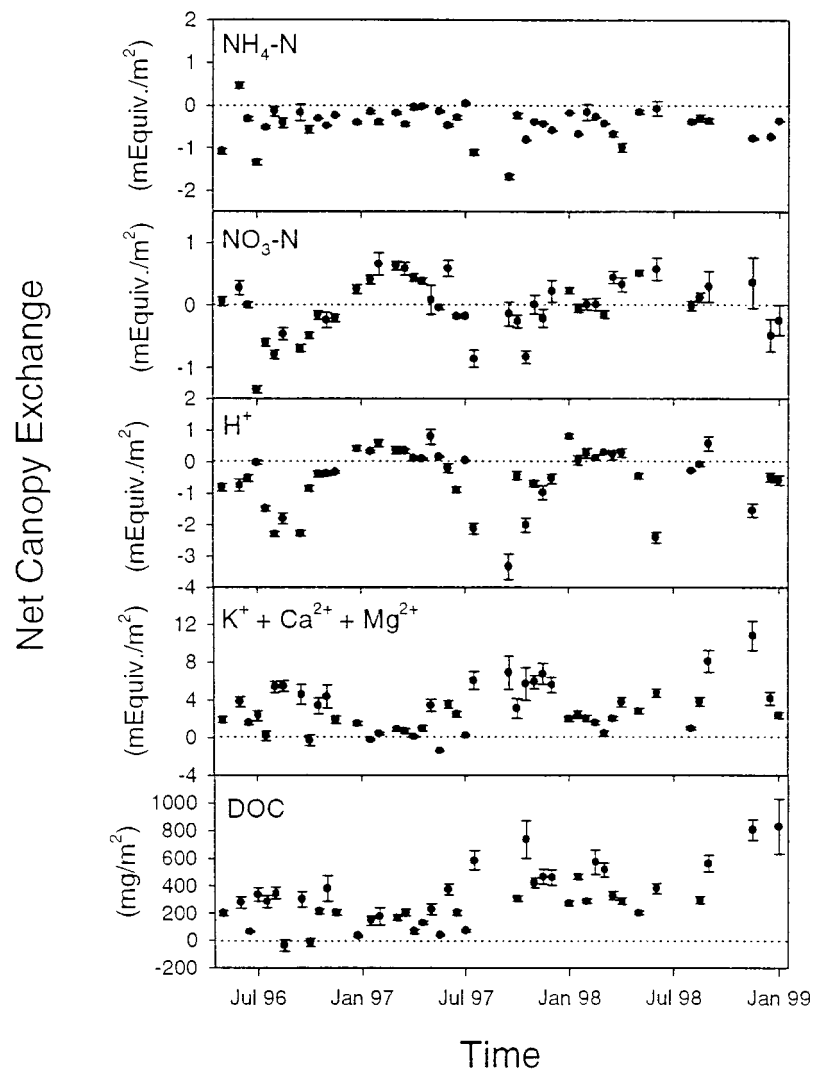 Net Canopy Exchange
(mEquiv./m²)
2
1
0
-1
-2
NH₄-N
(mEquiv./m²)
1
0
-1
2
NO₃-N
(mEquiv./m²)
1
0
-1
-2
-3
-4
H⁺
(mEquiv./m²)
12
8
4
0
-4
K⁺ + Ca²⁺ + Mg²⁺
(mg/m²)
1000
800
600
400
200
0
-200
DOC
Jul 96 Jan 97 Jul 97 Jan 98 Jul 98 Jan 99
Time